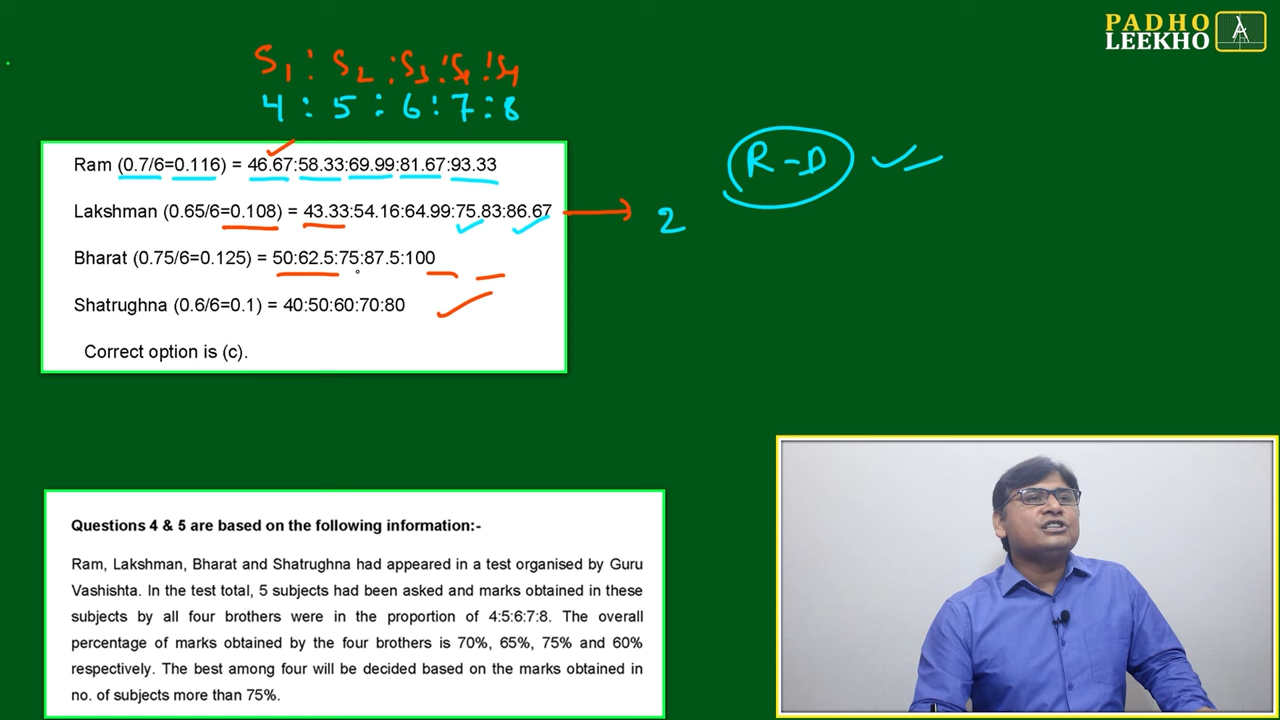 PADHO
LEEKHO
S1 : S2 : S3 : S4 : S4
4 : 5 : 6 : 7 : 8
Ram (0.7/6=0.116) = 46.67:58.33:69.99:81.67:93.33
R-D
Lakshman (0.65/6=0.108) = 43.33:54.16:64.99:75.83:86.67
2
Bharat (0.75/6=0.125) = 50:62.5:75:87.5:100
Shatrughna (0.6/6=0.1) = 40:50:60:70:80
Correct option is (c).
Questions 4 & 5 are based on the following information:-
Ram, Lakshman, Bharat and Shatrughna had appeared in a test organised by Guru
Vashishta. In the test total, 5 subjects had been asked and marks obtained in these
subjects by all four brothers were in the proportion of 4:5:6:7:8. The overall
percentage of marks obtained by the four brothers is 70%, 65%, 75% and 60%
respectively. The best among four will be decided based on the marks obtained in
no. of subjects more than 75%.